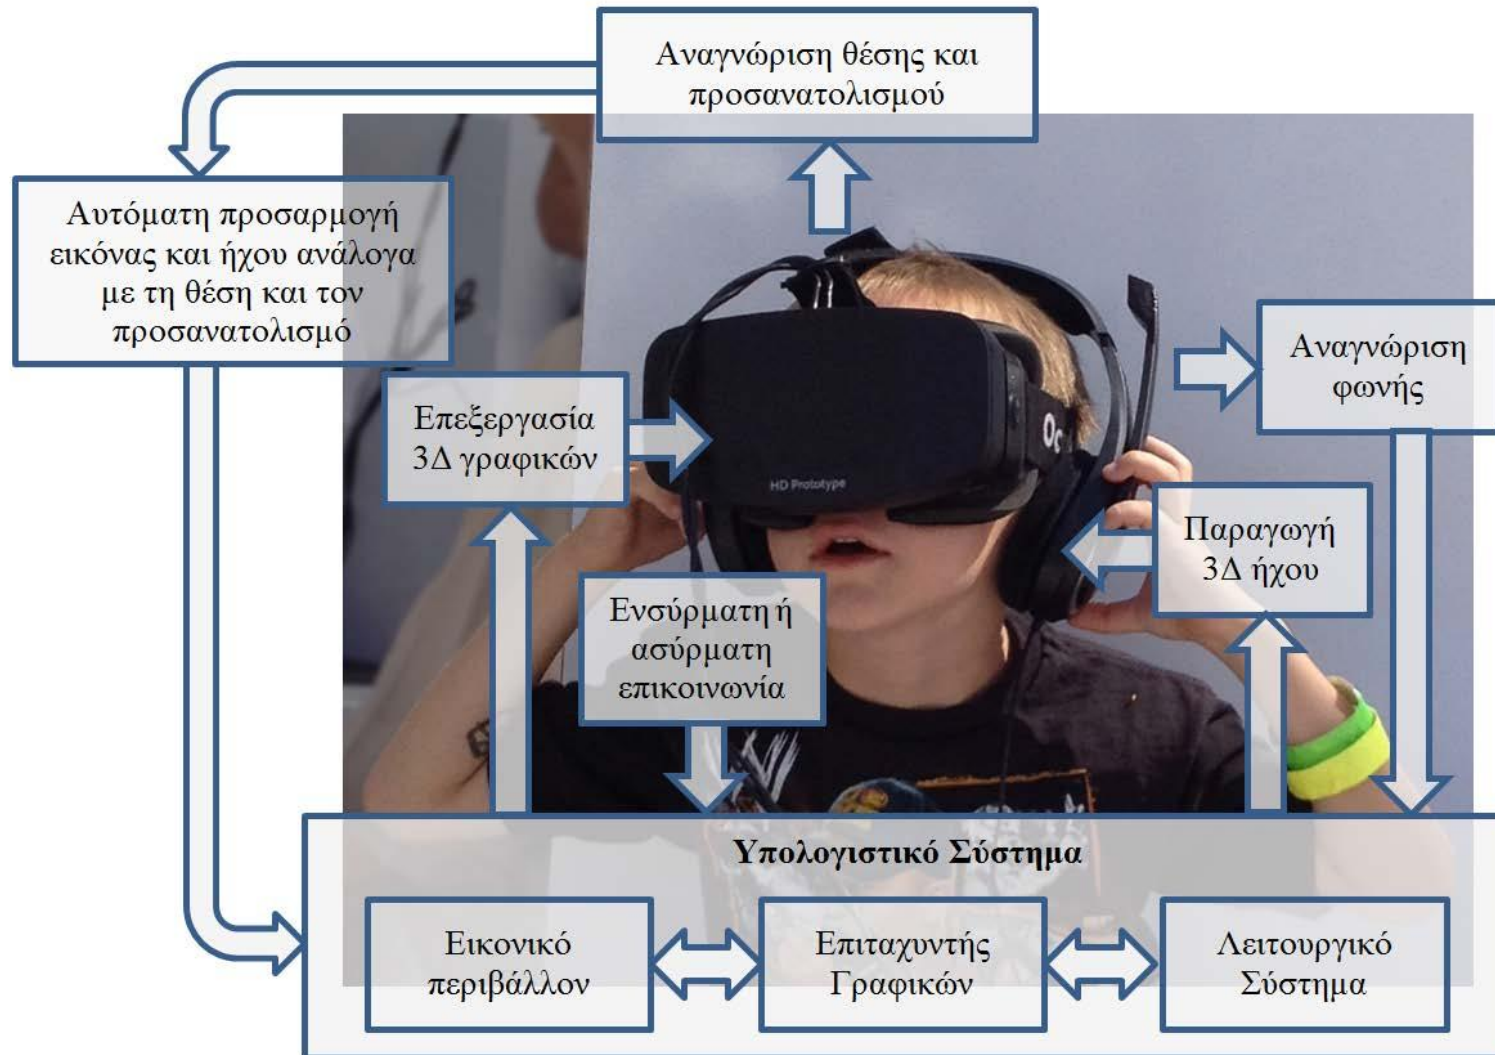 Αναγνώριση θέσης και
προσανατολισμού
Αυτόματη προσαρμογή
εικόνας και ήχου ανάλογα
με τη θέση και τον
προσανατολισμό
Αναγνώριση
φωνής
Επεξεργασία
3Δ γραφικών
Oc
HD Prototype
Παραγωγή
3Δ ήχου
Ενσύρματη ή
ασύρματη
επικοινωνία
Υπολογιστικό Σύστημα
Εικονικό
περιβάλλον
Επιταχυντής
Γραφικών
Λειτουργικό
Σύστημα